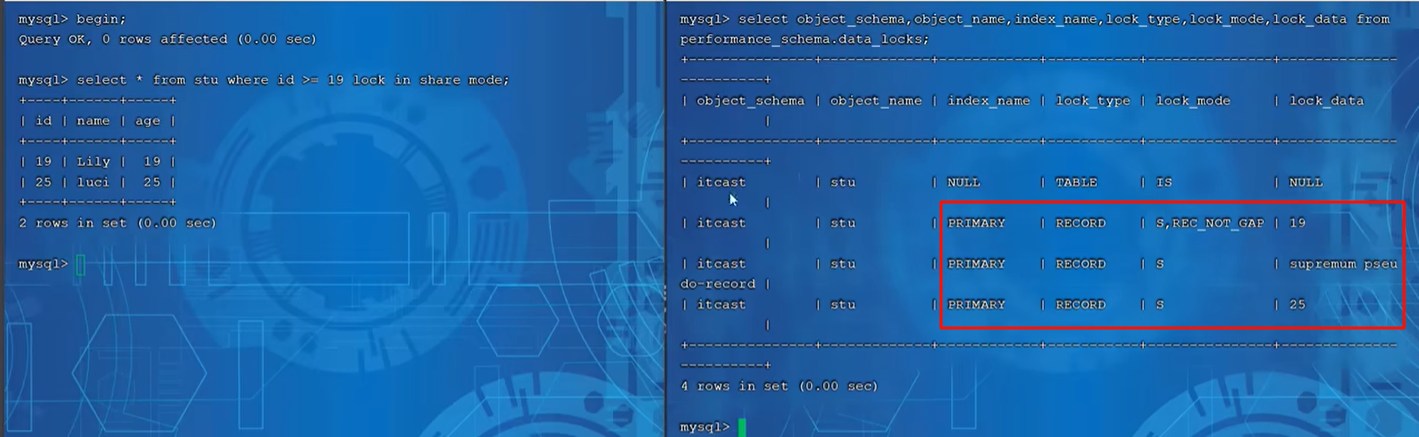 mysql> begin;
Query OK, 0 rows affected (0.00 sec)
mysql> select * from stu where id >= 19 lock in share mode;
+----+------+-----+
| id | name | age |
+----+------+-----+
| 19 | Lily |  19 |
| 25 | luci |  25 |
+----+------+-----+
2 rows in set (0.00 sec)
mysql>
mysql> select object_schema,object_name,index_name,lock_type,lock_mode,lock_data from
performance_schema.data_locks;
+---------------+-------------+------------+-----------+---------------+--------------
----------+
| object_schema | object_name | index_name | lock_type | lock_mode     | lock_data
          |
+---------------+-------------+------------+-----------+---------------+--------------
----------+
| itcast        | stu         | NULL       | TABLE     | IS            | NULL
          |
| itcast        | stu         | PRIMARY    | RECORD    | S,REC_NOT_GAP | 19
          |
| itcast        | stu         | PRIMARY    | RECORD    | S             | supremum pseu
do-record |
| itcast        | stu         | PRIMARY    | RECORD    | S             | 25
          |
+---------------+-------------+------------+-----------+---------------+--------------
----------+
4 rows in set (0.00 sec)
mysql>